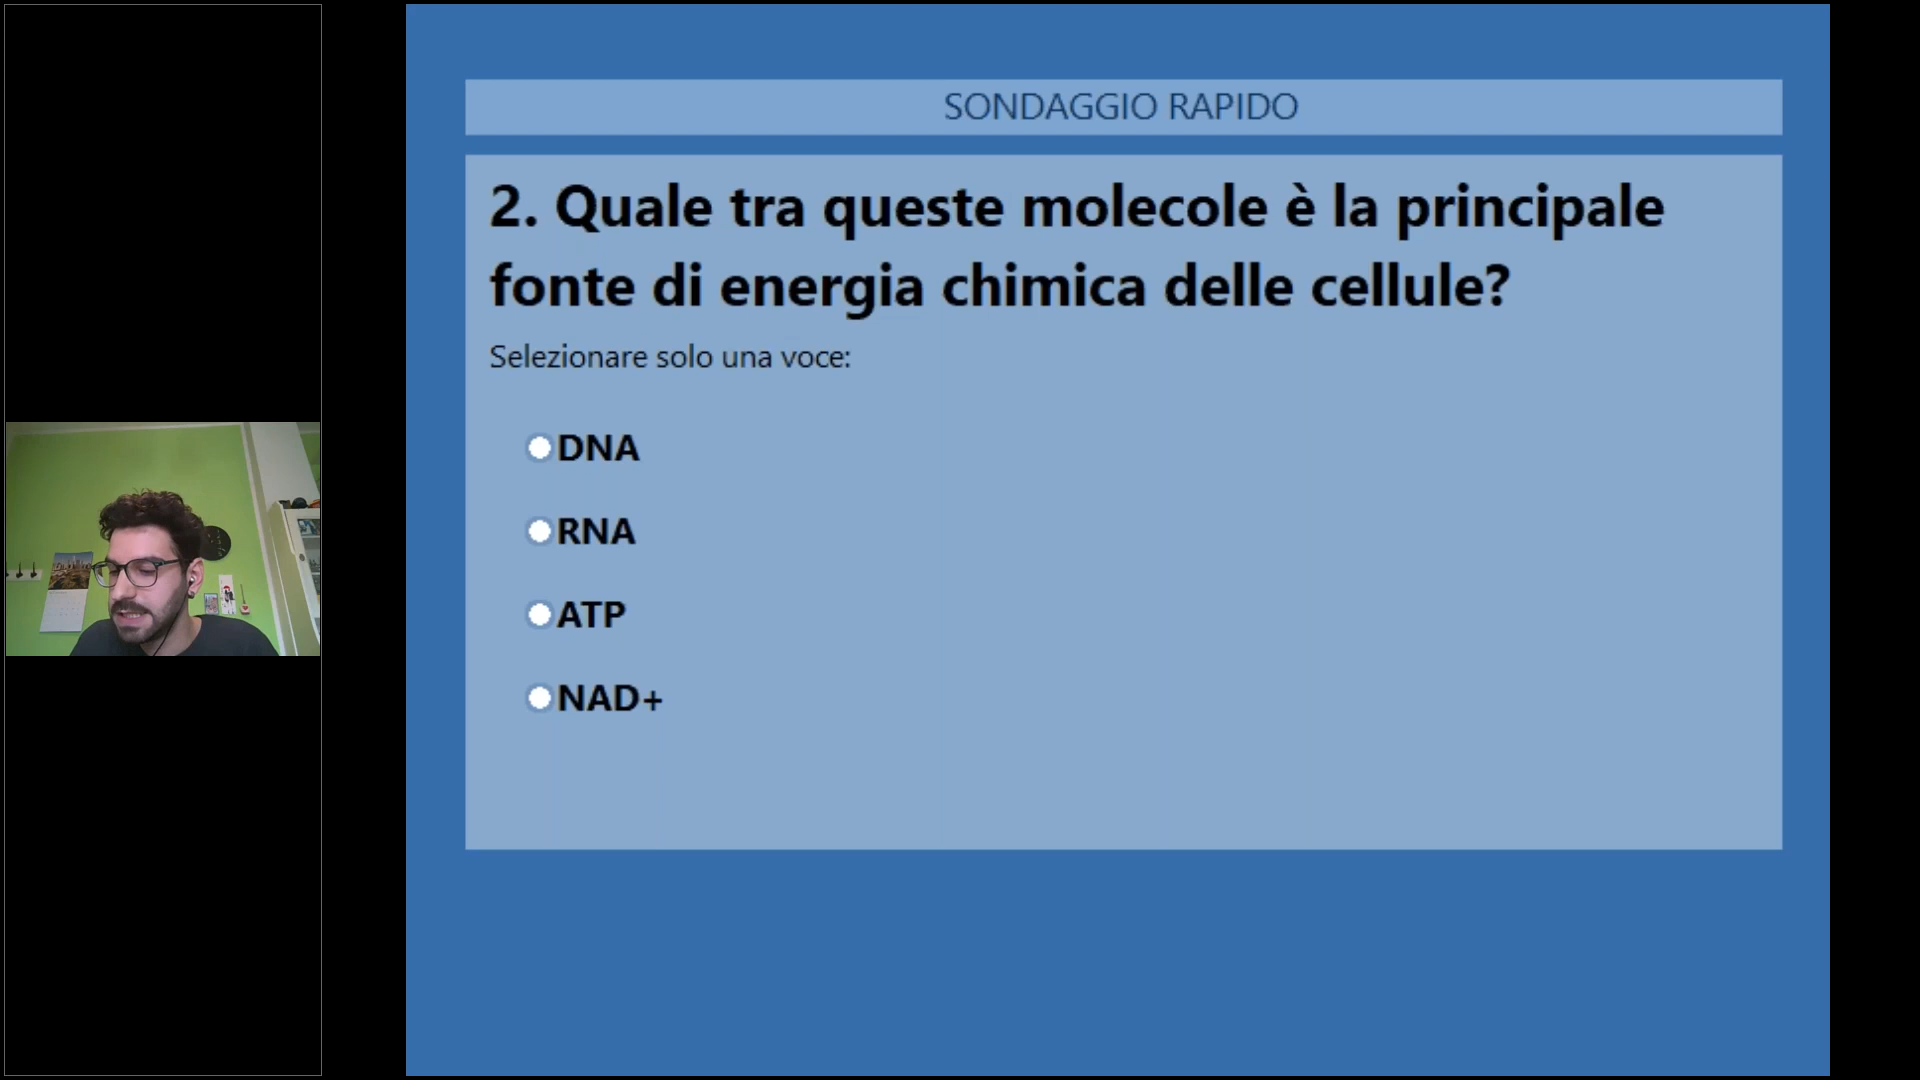 SONDAGGIO RAPIDO
2. Quale tra queste molecole è la principale
fonte di energia chimica delle cellule?
Selezionare solo una voce:
DNA
RNA
ATP
NAD+